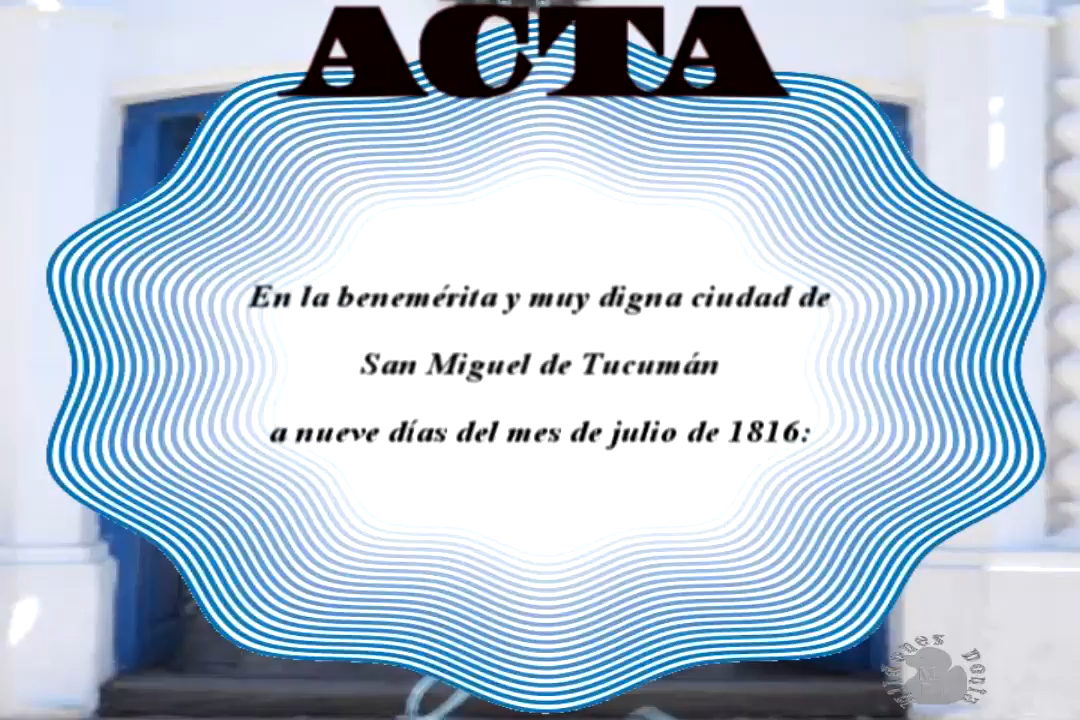 ACTA
En la benemérita y muy digna ciudad de
San Miguel de Tucumán
a nueve días del mes de julio de 1816: